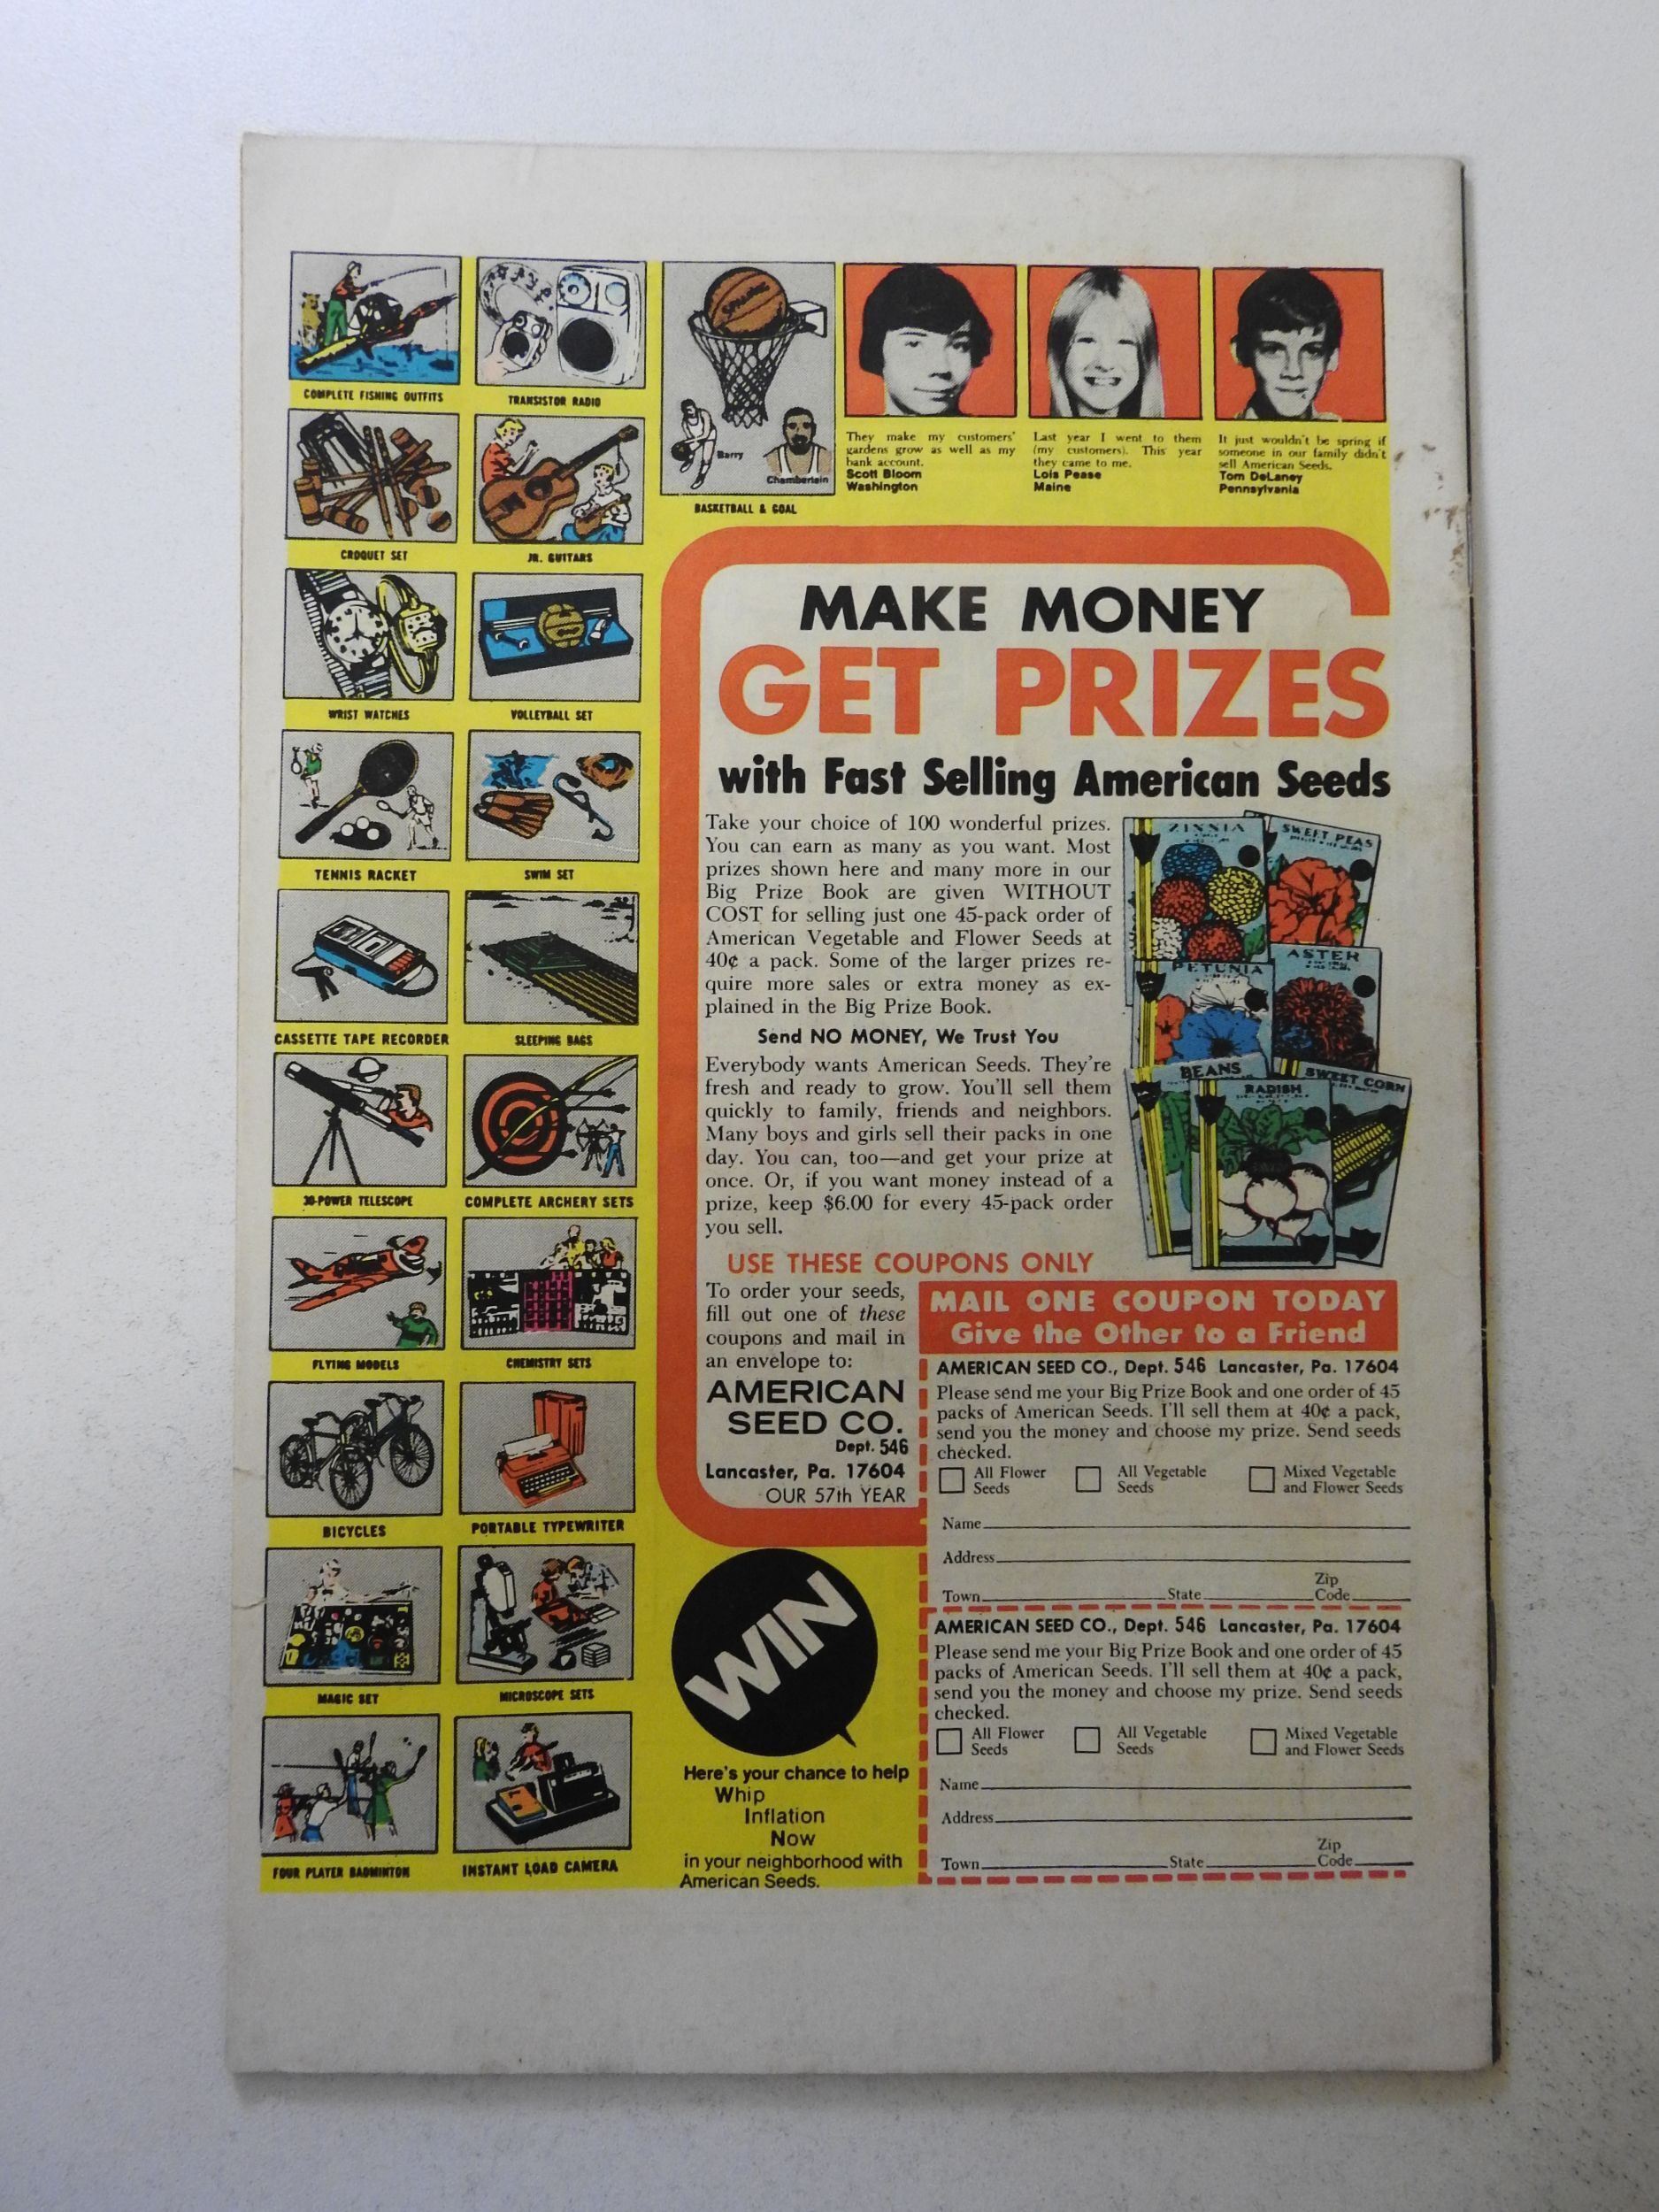 COMPLETE FISHING OUTFITS
TRANSISTOR RADIO
CROQUET SET
JR. GUITARS
WRIST WATCHES
VOLLEYBALL SET
TENNIS RACKET
SWIM SET
CASSETTE TAPE RECORDER
SLEEPING BAGS
30-POWER TELESCOPE
COMPLETE ARCHERY SETS
FLYING MODELS
CHEMISTRY SETS
BICYCLES
PORTABLE TYPEWRITER
MAGIC SET
MICROSCOPE SETS
FOUR PLAYER BADMINTON
INSTANT LOAD CAMERA
SPALDING
Barry
Chamberlain
BASKETBALL & GOAL
They make my customers'
gardens grow as well as my
bank account.
Scott Bloom
Washington
Last year I went to them
(my customers). This year
they came to me.
Lois Pease
Maine
It just wouldn't be spring if
someone in our family didn't
sell American Seeds.
Tom DeLaney
Pennsylvania
MAKE MONEY
GET PRIZES
with Fast Selling American Seeds
Take your choice of 100 wonderful prizes.
You can earn as many as you want. Most
prizes shown here and many more in our
Big Prize Book are given WITHOUT
COST for selling just one 45-pack order of
American Vegetable and Flower Seeds at
40¢ a pack. Some of the larger prizes re-
quire more sales or extra money as ex-
plained in the Big Prize Book.
Send NO MONEY, We Trust You
Everybody wants American Seeds. They're
fresh and ready to grow. You'll sell them
quickly to family, friends and neighbors.
Many boys and girls sell their packs in one
day. You can, too—and get your prize at
once. Or, if you want money instead of a
prize, keep $6.00 for every 45-pack order
you sell.
ZINNIA
SWEET PEAS
PETUNIA
ASTER
BEANS
RADISH
SWEET CORN
USE THESE COUPONS ONLY
To order your seeds,
fill out one of these
coupons and mail in
an envelope to:
AMERICAN
SEED CO.
Dept. 546
Lancaster, Pa. 17604
OUR 57th YEAR
MAIL ONE COUPON TODAY
Give the Other to a Friend
AMERICAN SEED CO., Dept. 546 Lancaster, Pa. 17604
Please send me your Big Prize Book and one order of 45
packs of American Seeds. I'll sell them at 40¢ a pack,
send you the money and choose my prize. Send seeds
checked.
All Flower Seeds
All Vegetable Seeds
Mixed Vegetable and Flower Seeds
Name
Address
Town State Zip Code
AMERICAN SEED CO., Dept. 546 Lancaster, Pa. 17604
Please send me your Big Prize Book and one order of 45
packs of American Seeds. I'll sell them at 40¢ a pack,
send you the money and choose my prize. Send seeds
checked.
All Flower Seeds
All Vegetable Seeds
Mixed Vegetable and Flower Seeds
Name
Address
Town State Zip Code
WIN
Here's your chance to help
Whip
Inflation
Now
in your neighborhood with
American Seeds.